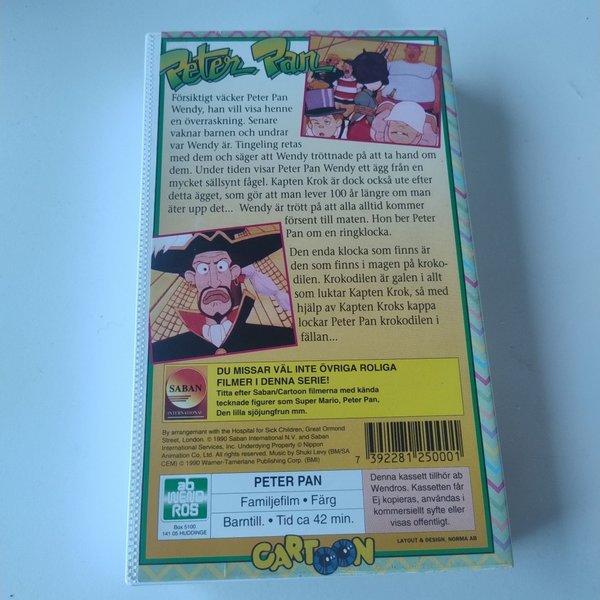 Peter Pan
Försiktigt väcker Peter Pan
Wendy, han vill visa henne
en överraskning. Senare
vaknar barnen och undrar
var Wendy är. Tingeling retas
med dem och säger att Wendy tröttnade på att ta hand om
dem. Under tiden visar Peter Pan Wendy ett ägg från en
mycket sällsynt fågel. Kapten Krok är dock också ute efter
detta ägget, som gör att man lever 100 år längre om man
äter upp det... Wendy är trött på att alla alltid kommer
försent till maten. Hon ber Peter
Pan om en ringklocka.
Den enda klocka som finns är
den som finns i magen på kroko-
dilen. Krokodilen är galen i allt
som luktar Kapten Krok, så med
hjälp av Kapten Kroks kappa
lockar Peter Pan krokodilen i
fällan...
SABAN
INTERNATIONAL
DU MISSAR VÄL INTE ÖVRIGA ROLIGA
FILMER I DENNA SERIE!
Titta efter Saban/Cartoon filmerna med kända
tecknade figurer som Super Mario, Peter Pan,
Den lilla sjöjungfrun mm.
By arrangement with the Hospital for Sick Children, Great Ormond
Street, London. © 1990 Saban International N.V. and Saban
International Services, Inc. Underdying Property © Nippon
Animation Co, Ltd. All rights reserved. Music by Shuki Levy (BM/SA
CEM) © 1990 Warner-Tamerlane Publishing Corp. (BMI)
7 392281 250001
ab
WEND
ROS
Box 5100
141 05 HUDDINGE
PETER PAN
Familjefilm • Färg
Barntill. • Tid ca 42 min.
Denna kassett tillhör ab
Wendros. Kassetten får
Ej kopieras, användas i
kommersiellt syfte eller
visas offentligt.
CARTOON
LAYOUT & DESIGN, NORMA AB